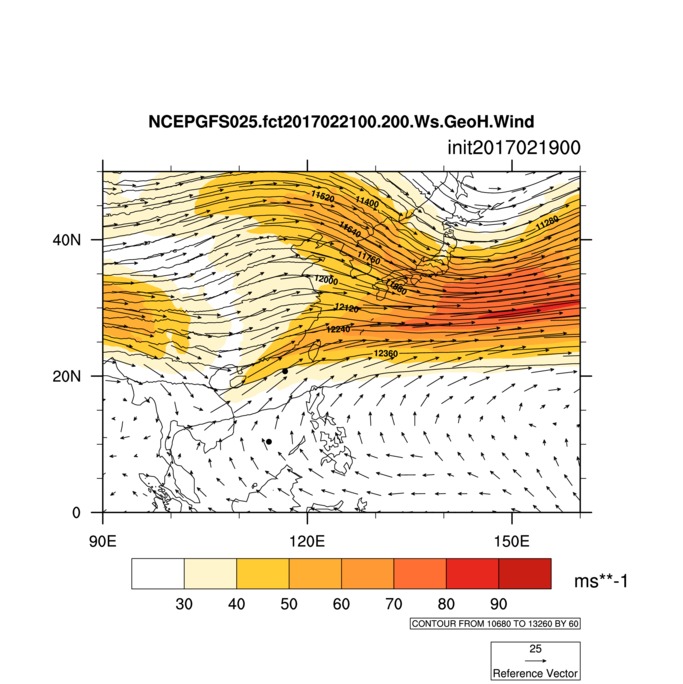 NCEPGFS025.fct2017022100.200.Ws.GeoH.Wind
init2017021900
11520
11400
11280
11640
40N
11760
12000
11880
12120
12240
12360
20N
0
90E 120E 150E
ms**-1
30 40 50 60 70 80 90
CONTOUR FROM 10680 TO 13260 BY 60
25
Reference Vector